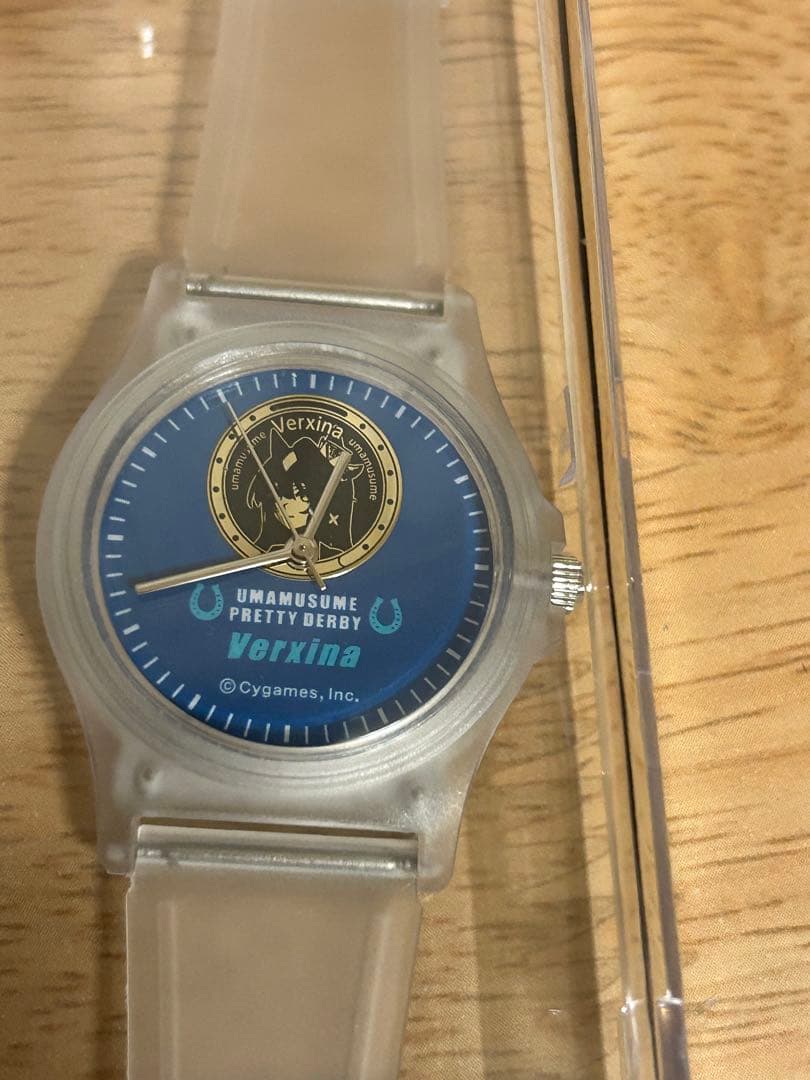 Verxina
umamusume
umamusume
UMAMUSUME
PRETTY DERBY
Verxina
©Cygames, Inc.